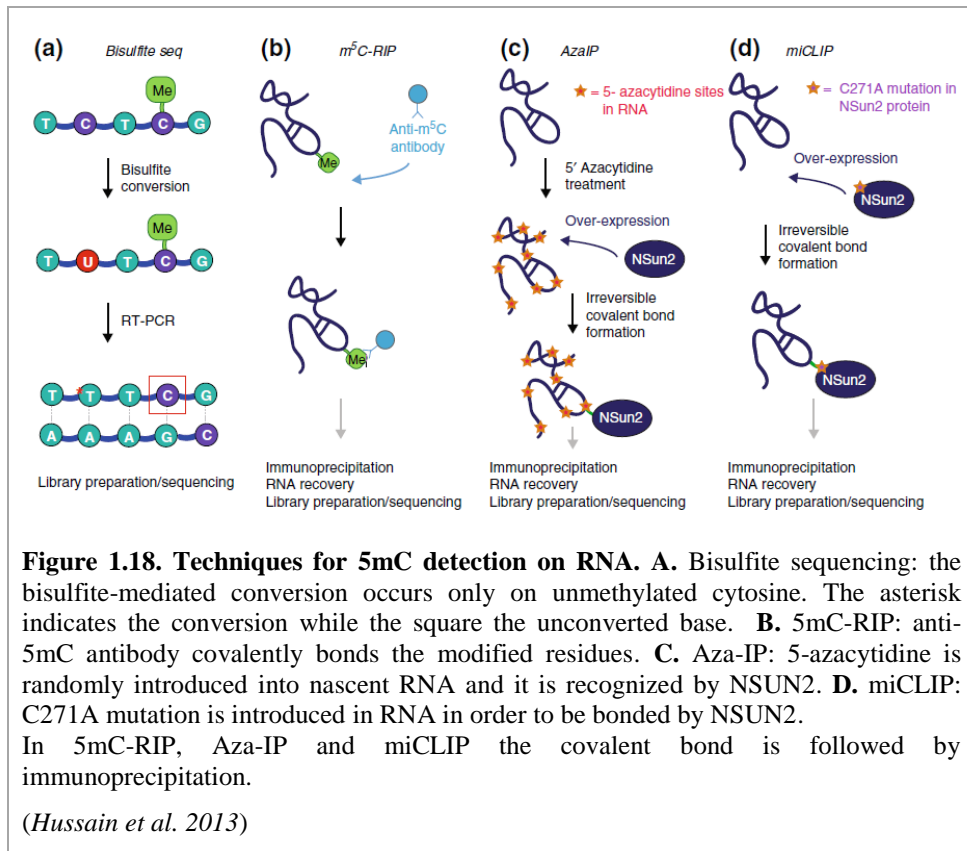 (a) Bisulfite seq
Me
T C T C G
Bisulfite
conversion
Me
T U T C G
RT-PCR
T *T T C G
A A A G C
Library preparation/sequencing
(b) m⁵C-RIP
Anti-m⁵C
antibody
Me
Me
Immunoprecipitation
RNA recovery
Library preparation/sequencing
(c) AzaIP
= 5- azacytidine sites
in RNA
5′ Azacytidine
treatment
Over-expression
NSun2
Irreversible
covalent bond
formation
NSun2
Immunoprecipitation
RNA recovery
Library preparation/sequencing
(d) miCLIP
= C271A mutation in
NSun2 protein
Over-expression
NSun2
Irreversible
covalent bond
formation
NSun2
Immunoprecipitation
RNA recovery
Library preparation/sequencing
Figure 1.18. Techniques for 5mC detection on RNA. A. Bisulfite sequencing: the
bisulfite-mediated conversion occurs only on unmethylated cytosine. The asterisk
indicates the conversion while the square the unconverted base. B. 5mC-RIP: anti-
5mC antibody covalently bonds the modified residues. C. Aza-IP: 5-azacytidine is
randomly introduced into nascent RNA and it is recognized by NSUN2. D. miCLIP:
C271A mutation is introduced in RNA in order to be bonded by NSUN2.
In 5mC-RIP, Aza-IP and miCLIP the covalent bond is followed by
immunoprecipitation.
(Hussain et al. 2013)